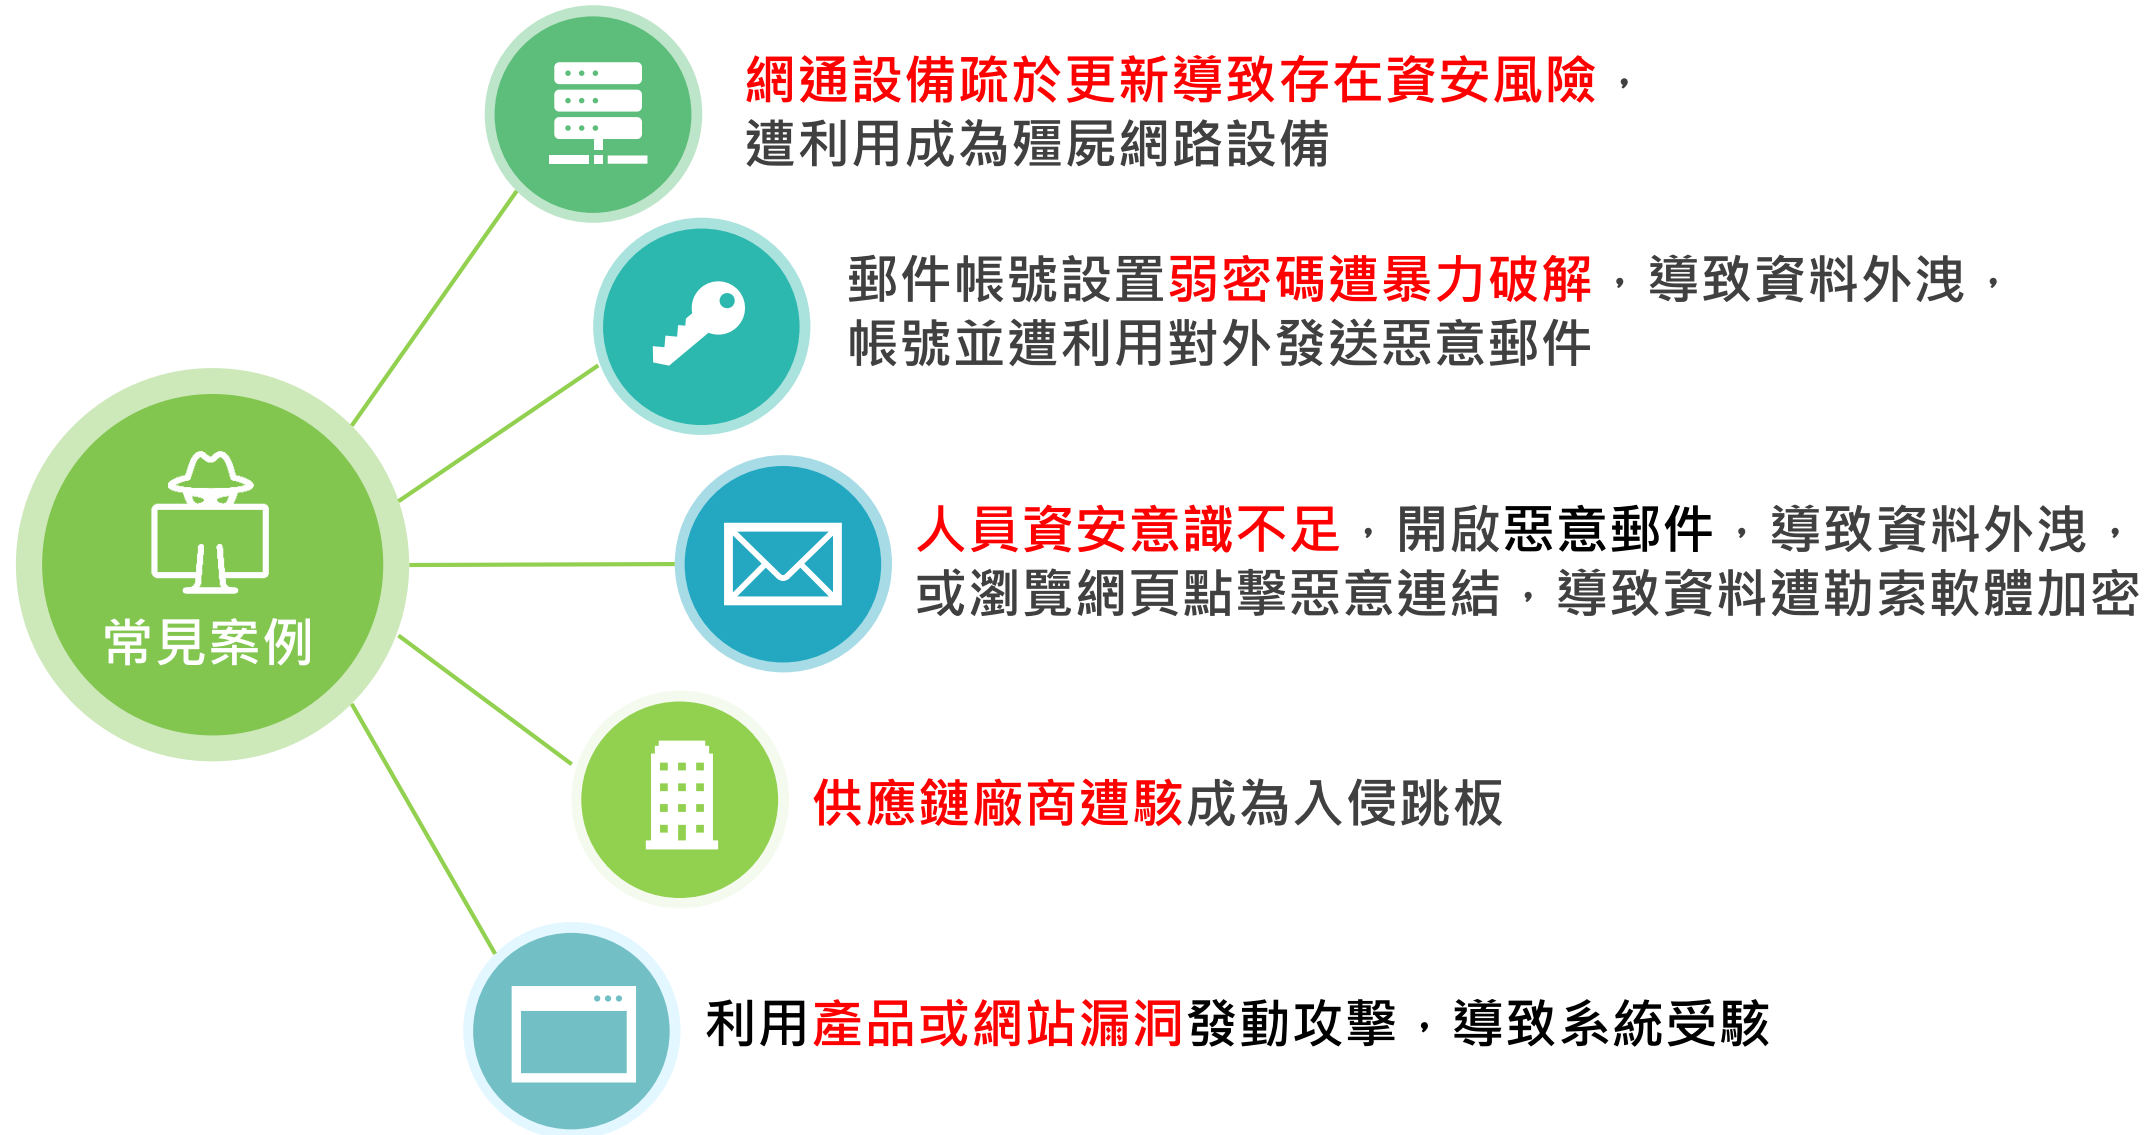 網通設備疏於更新導致存在資安風險，
遭利用成為殭屍網路設備
郵件帳號設置弱密碼遭暴力破解，導致資料外洩，
帳號並遭利用對外發送惡意郵件
人員資安意識不足，開啟惡意郵件，導致資料外洩，
或瀏覽網頁點擊惡意連結，導致資料遭勒索軟體加密
常見案例
供應鏈廠商遭駭成為入侵跳板
利用產品或網站漏洞發動攻擊，導致系統受駭